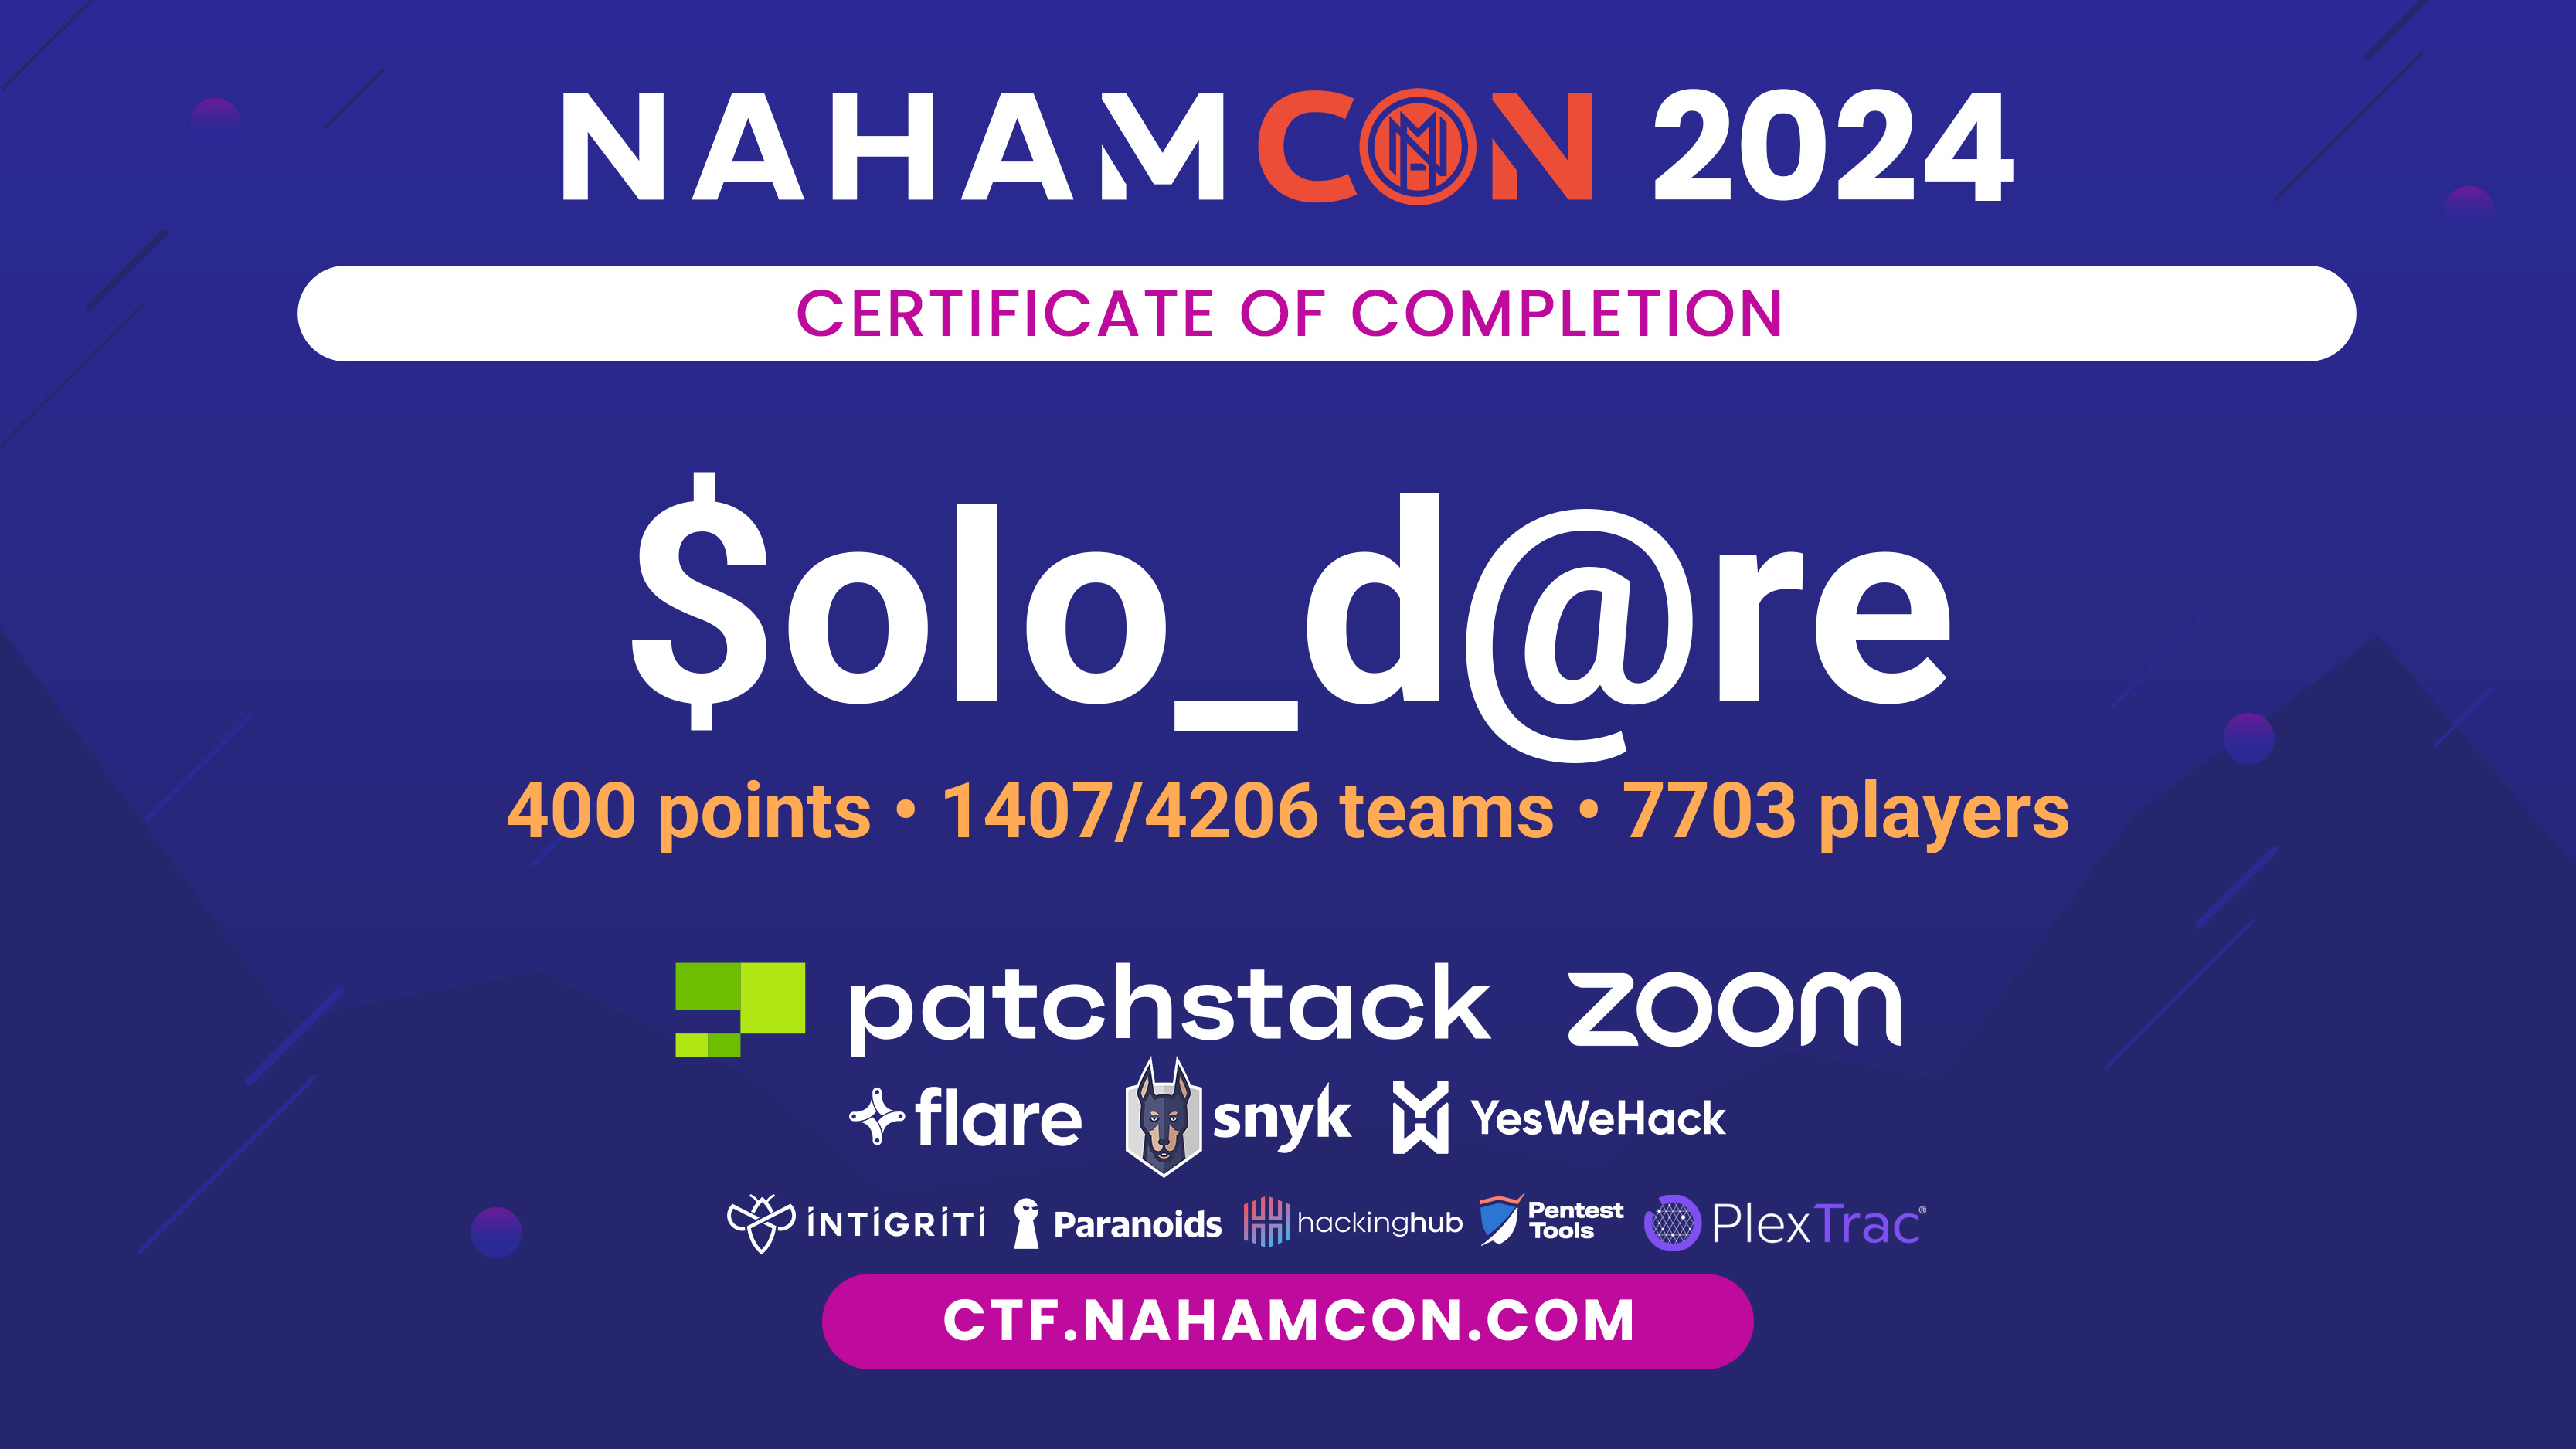 NAHAMCON 2024
CERTIFICATE OF COMPLETION
$olo_d@re
400 points • 1407/4206 teams • 7703 players
patchstack zoom
flare snyk YesWeHack
INTIGRITI Paranoids hackinghub Pentest Tools PlexTrac®
CTF.NAHAMCON.COM